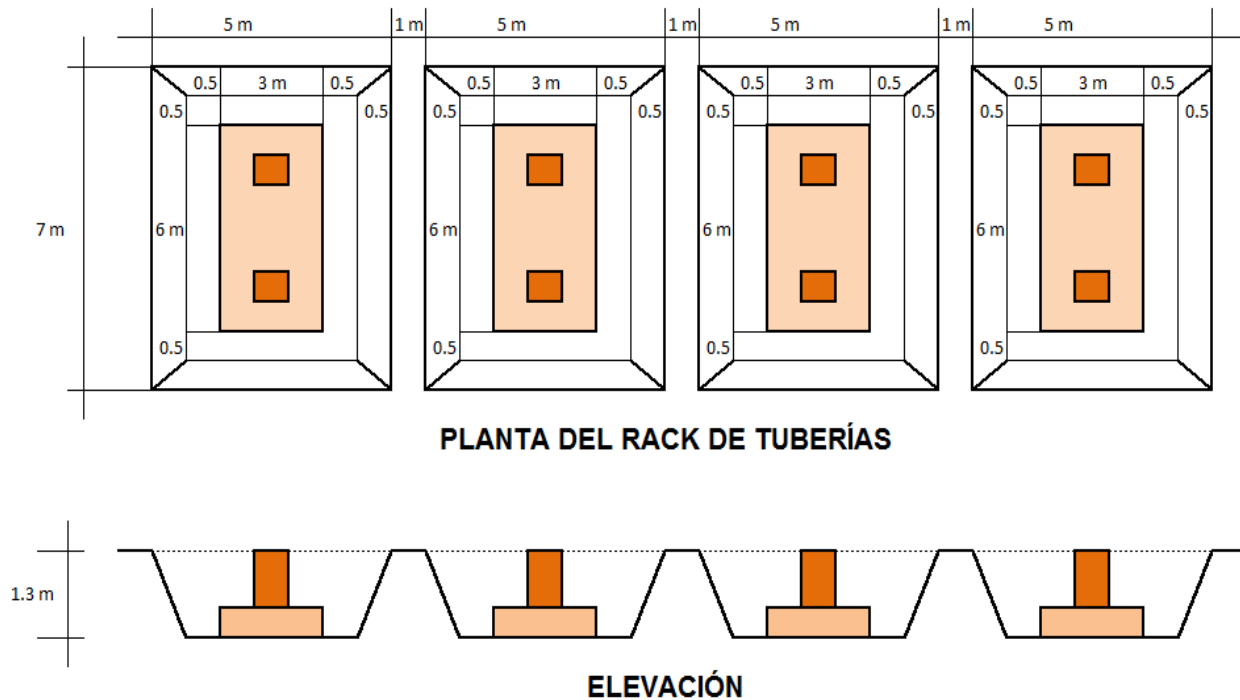 5 m 1 m 5 m 1 m 5 m 1 m 5 m
0.5 3 m 0.5 0.5 3 m 0.5 0.5 3 m 0.5 0.5 3 m 0.5
0.5 0.5 0.5 0.5 0.5 0.5 0.5 0.5
7 m 6 m 6 m 6 m 6 m
0.5 0.5 0.5 0.5
PLANTA DEL RACK DE TUBERÍAS
1.3 m
ELEVACIÓN